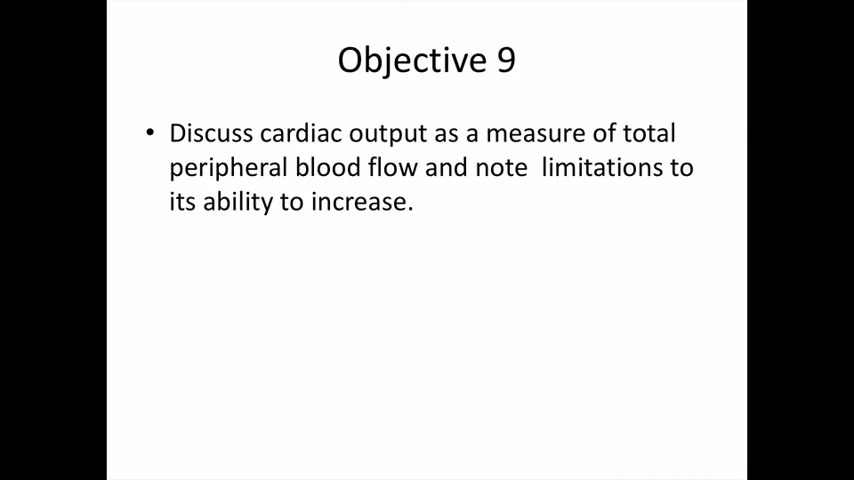 Objective 9
• Discuss cardiac output as a measure of total
peripheral blood flow and note  limitations to
its ability to increase.